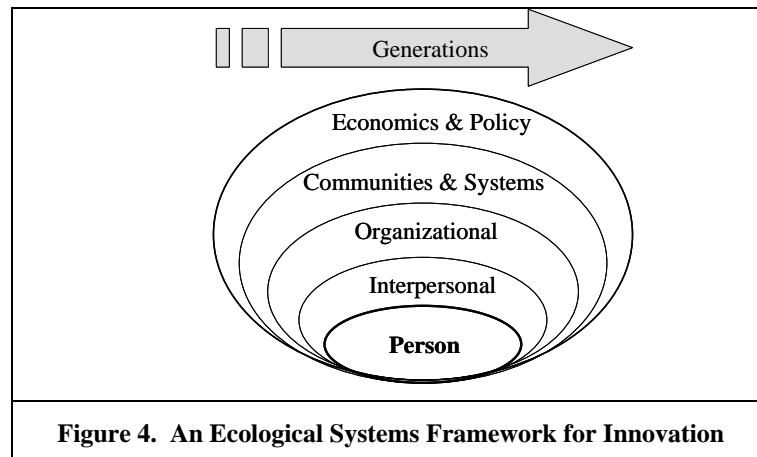 Generations
Economics & Policy
Communities & Systems
Organizational
Interpersonal
Person
Figure 4. An Ecological Systems Framework for Innovation